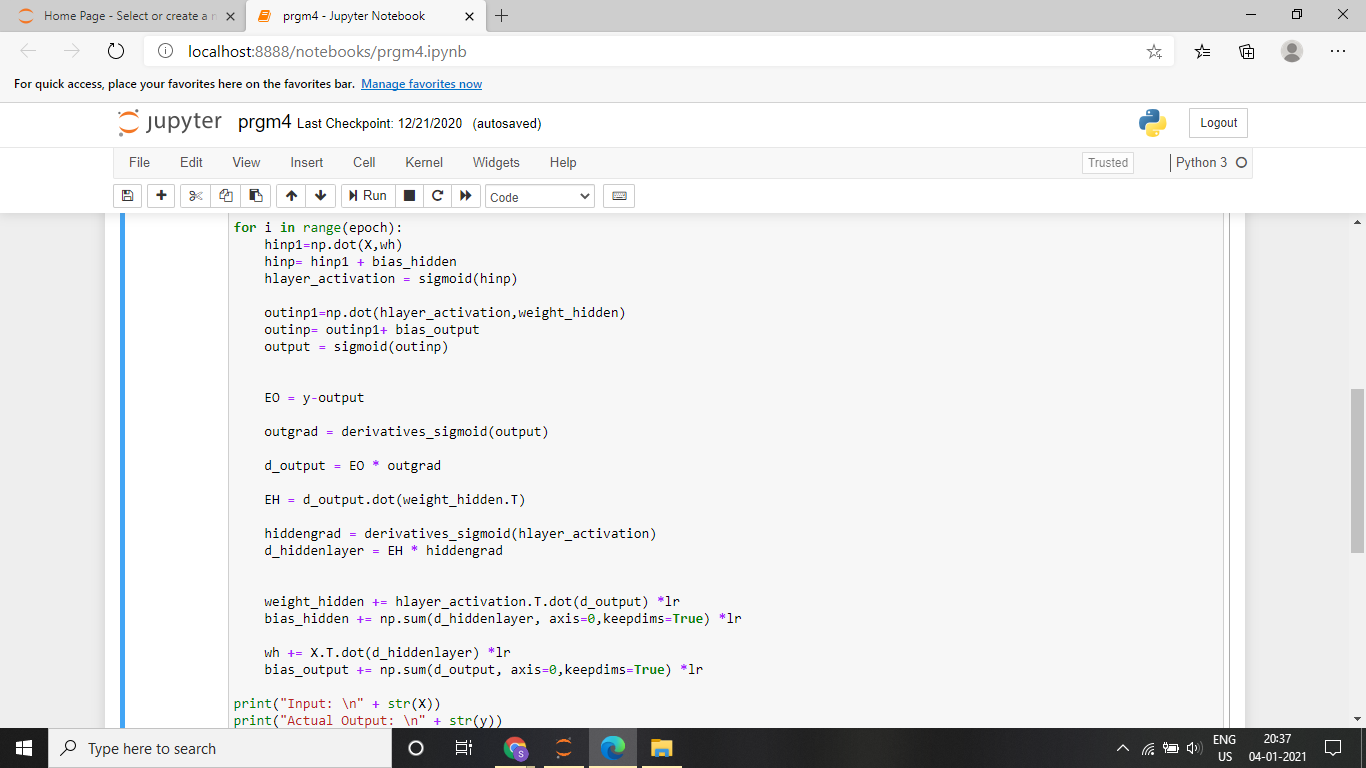 Home Page - Select or create a n
prgm4 - Jupyter Notebook
localhost:8888/notebooks/prgm4.ipynb
For quick access, place your favorites here on the favorites bar. Manage favorites now
jupyter prgm4 Last Checkpoint: 12/21/2020 (autosaved)
Logout
File Edit View Insert Cell Kernel Widgets Help
Trusted
Python 3
Run
Code
for i in range(epoch):
    hinp1=np.dot(X,wh)
    hinp= hinp1 + bias_hidden
    hlayer_activation = sigmoid(hinp)
    outinp1=np.dot(hlayer_activation,weight_hidden)
    outinp= outinp1+ bias_output
    output = sigmoid(outinp)
    EO = y-output
    outgrad = derivatives_sigmoid(output)
    d_output = EO * outgrad
    EH = d_output.dot(weight_hidden.T)
    hiddengrad = derivatives_sigmoid(hlayer_activation)
    d_hiddenlayer = EH * hiddengrad
    weight_hidden += hlayer_activation.T.dot(d_output) *lr
    bias_hidden += np.sum(d_hiddenlayer, axis=0,keepdims=True) *lr
    wh += X.T.dot(d_hiddenlayer) *lr
    bias_output += np.sum(d_output, axis=0,keepdims=True) *lr
print("Input: \n" + str(X))
print("Actual Output: \n" + str(y))
Type here to search
S
ENG
US
20:37
04-01-2021